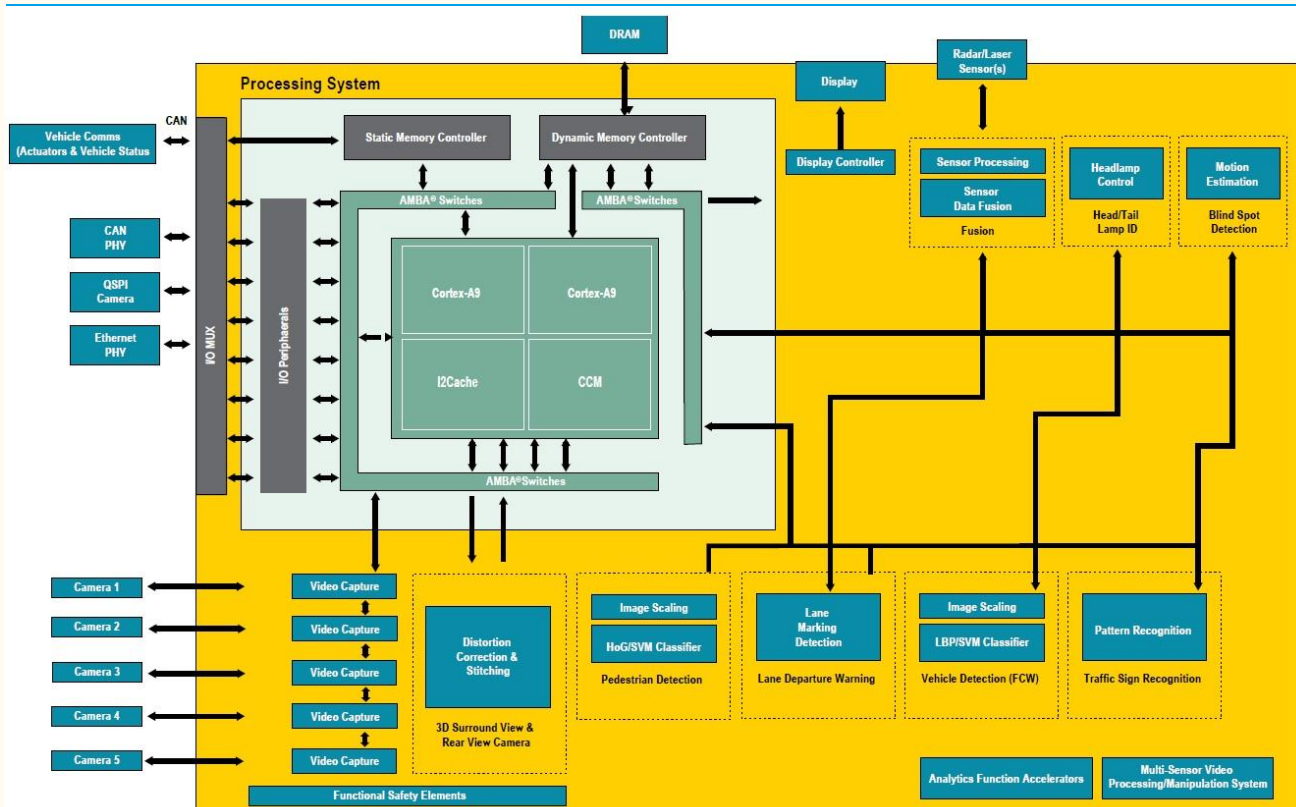 DRAM
Radar/Laser
Sensor(s)
Processing System
Display
CAN
Vehicle Comms
(Actuators & Vehicle Status
Static Memory Controller
Dynamic Memory Controller
Display Controller
Sensor Processing
Sensor
Data Fusion
Fusion
Headlamp
Control
Head/Tail
Lamp ID
Motion
Estimation
Blind Spot
Detection
AMBA® Switches
AMBA® Switches
CAN
PHY
QSPI
Camera
Ethernet
PHY
I/O MUX
I/O Periphaerals
Cortex-A9
Cortex-A9
I2Cache
CCM
AMBA® Switches
Camera 1
Camera 2
Camera 3
Camera 4
Camera 5
Video Capture
Video Capture
Video Capture
Video Capture
Video Capture
Distortion
Correction &
Stitching
3D Surround View &
Rear View Camera
Image Scaling
HoG/SVM Classifier
Pedestrian Detection
Lane
Marking
Detection
Lane Departure Warning
Image Scaling
LBP/SVM Classifier
Vehicle Detection (FCW)
Pattern Recognition
Traffic Sign Recognition
Functional Safety Elements
Analytics Function Accelerators
Multi-Sensor Video
Processing/Manipulation System